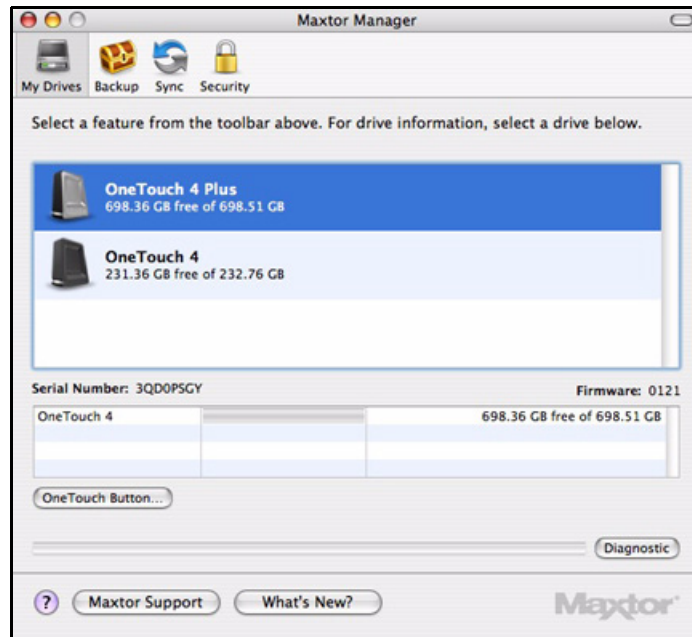 Maxtor Manager
My Drives Backup Sync Security
Select a feature from the toolbar above. For drive information, select a drive below.
OneTouch 4 Plus
698.36 GB free of 698.51 GB
OneTouch 4
231.36 GB free of 232.76 GB
Serial Number: 3QD0PSGY Firmware: 0121
OneTouch 4 698.36 GB free of 698.51 GB
OneTouch Button...
Diagnostic
? Maxtor Support What's New? Maxtor